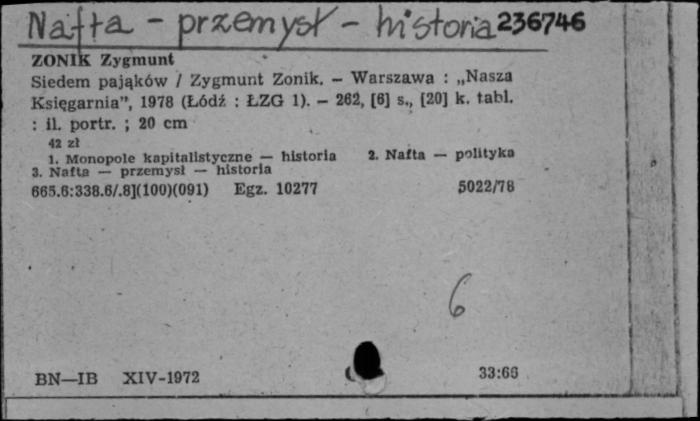 Nafta - przemysł - historia 236746
ZONIK Zygmunt
Siedem pająków / Zygmunt Zonik. — Warszawa : „Nasza
Księgarnia”, 1978 (Łódź : ŁZG 1). — 262, [6] s., [20] k. tabl.
: il. portr. ; 20 cm
42 zł
1. Monopole kapitalistyczne — historia 2. Nafta — polityka
3. Nafta — przemysł — historia
665.6:338.6/.8](100)(091) Egz. 10277 5022/78
6
BN—IB XIV-1972 33:66